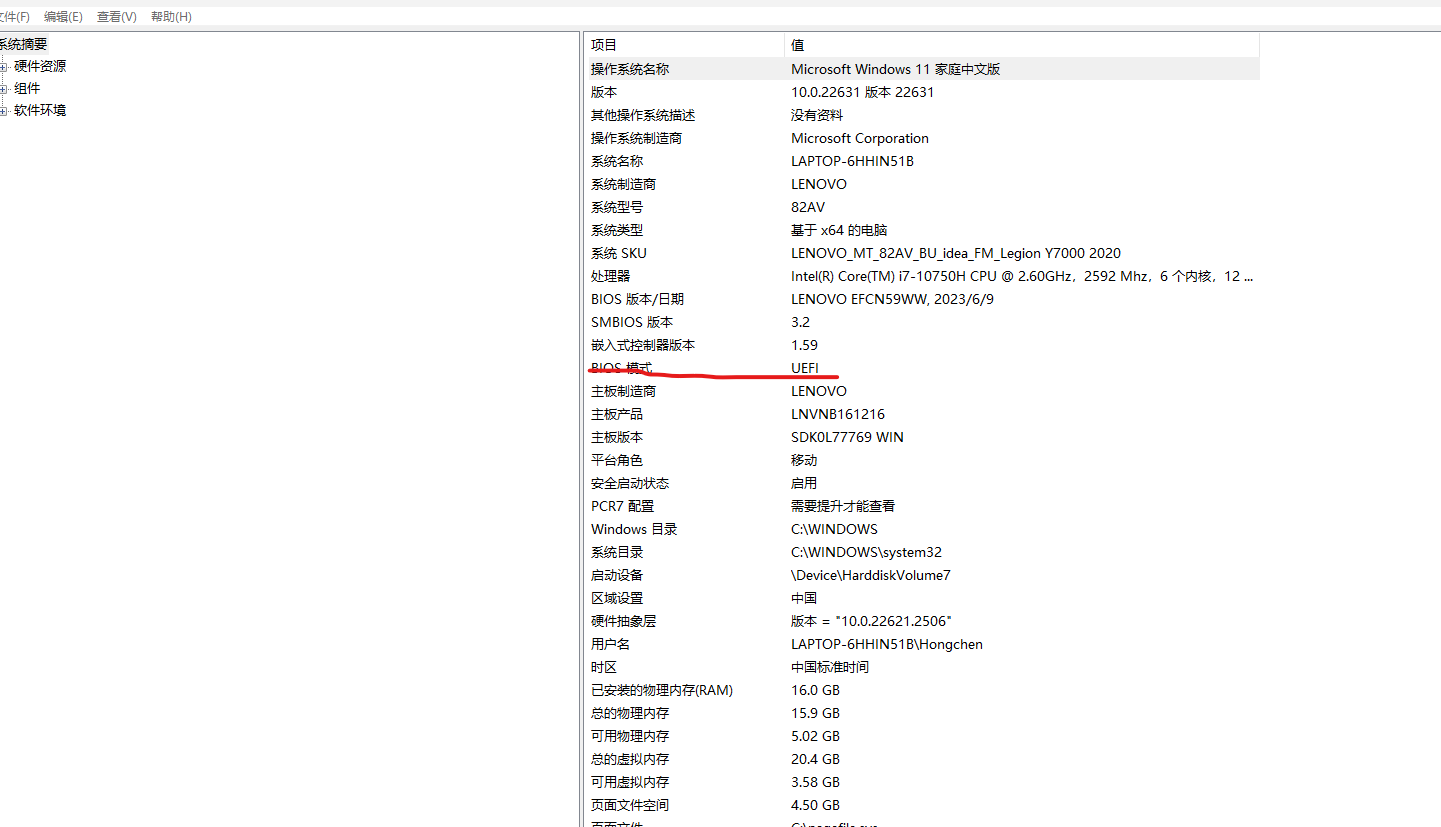 文件(F) 编辑(E) 查看(V) 帮助(H)
系统摘要
硬件资源
组件
软件环境
项目 值
操作系统名称 Microsoft Windows 11 家庭中文版
版本 10.0.22631 版本 22631
其他操作系统描述 没有资料
操作系统制造商 Microsoft Corporation
系统名称 LAPTOP-6HHIN51B
系统制造商 LENOVO
系统型号 82AV
系统类型 基于 x64 的电脑
系统 SKU LENOVO_MT_82AV_BU_idea_FM_Legion Y7000 2020
处理器 Intel(R) Core(TM) i7-10750H CPU @ 2.60GHz，2592 Mhz，6 个内核，12 ...
BIOS 版本/日期 LENOVO EFCN59WW, 2023/6/9
SMBIOS 版本 3.2
嵌入式控制器版本 1.59
BIOS 模式 UEFI
主板制造商 LENOVO
主板产品 LNVNB161216
主板版本 SDK0L77769 WIN
平台角色 移动
安全启动状态 启用
PCR7 配置 需要提升才能查看
Windows 目录 C:\WINDOWS
系统目录 C:\WINDOWS\system32
启动设备 \Device\HarddiskVolume7
区域设置 中国
硬件抽象层 版本 = "10.0.22621.2506"
用户名 LAPTOP-6HHIN51B\Hongchen
时区 中国标准时间
已安装的物理内存(RAM) 16.0 GB
总的物理内存 15.9 GB
可用物理内存 5.02 GB
总的虚拟内存 20.4 GB
可用虚拟内存 3.58 GB
页面文件空间 4.50 GB
页面文件 C:\pagefile.sys